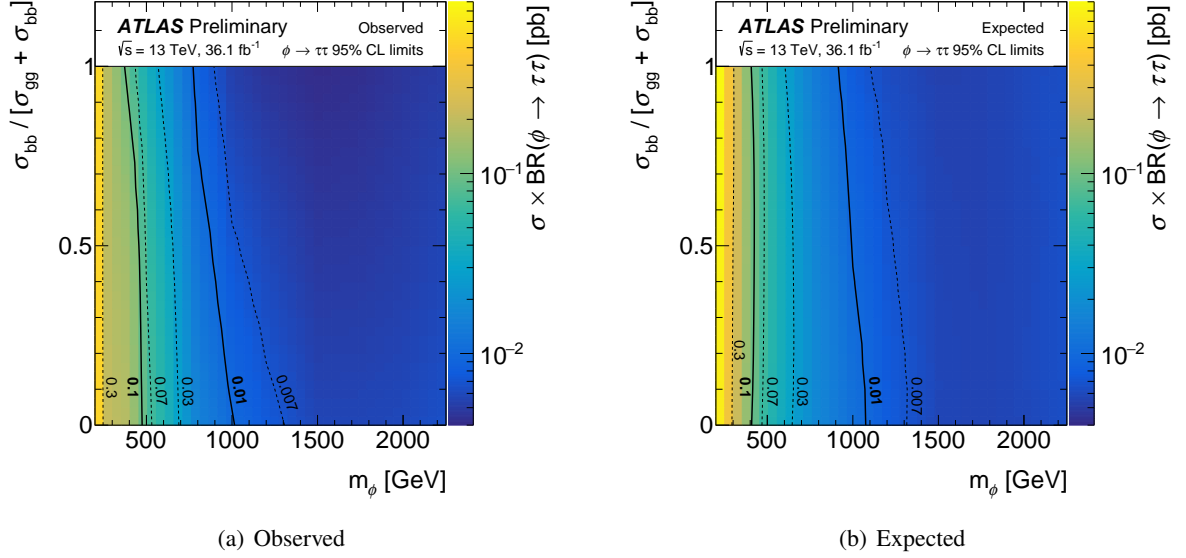 ATLAS Preliminary Observed
√s = 13 TeV, 36.1 fb⁻¹ ϕ → ττ 95% CL limits
σbb / [σgg + σbb]
1
0.5
0
0.3
0.1
0.07
0.03
0.01
0.007
500 1000 1500 2000
mϕ [GeV]
10⁻¹
10⁻²
σ × BR(ϕ → ττ) [pb]
(a) Observed
ATLAS Preliminary Expected
√s = 13 TeV, 36.1 fb⁻¹ ϕ → ττ 95% CL limits
σbb / [σgg + σbb]
1
0.5
0
0.3
0.1
0.07
0.03
0.01
0.007
500 1000 1500 2000
mϕ [GeV]
10⁻¹
10⁻²
σ × BR(ϕ → ττ) [pb]
(b) Expected